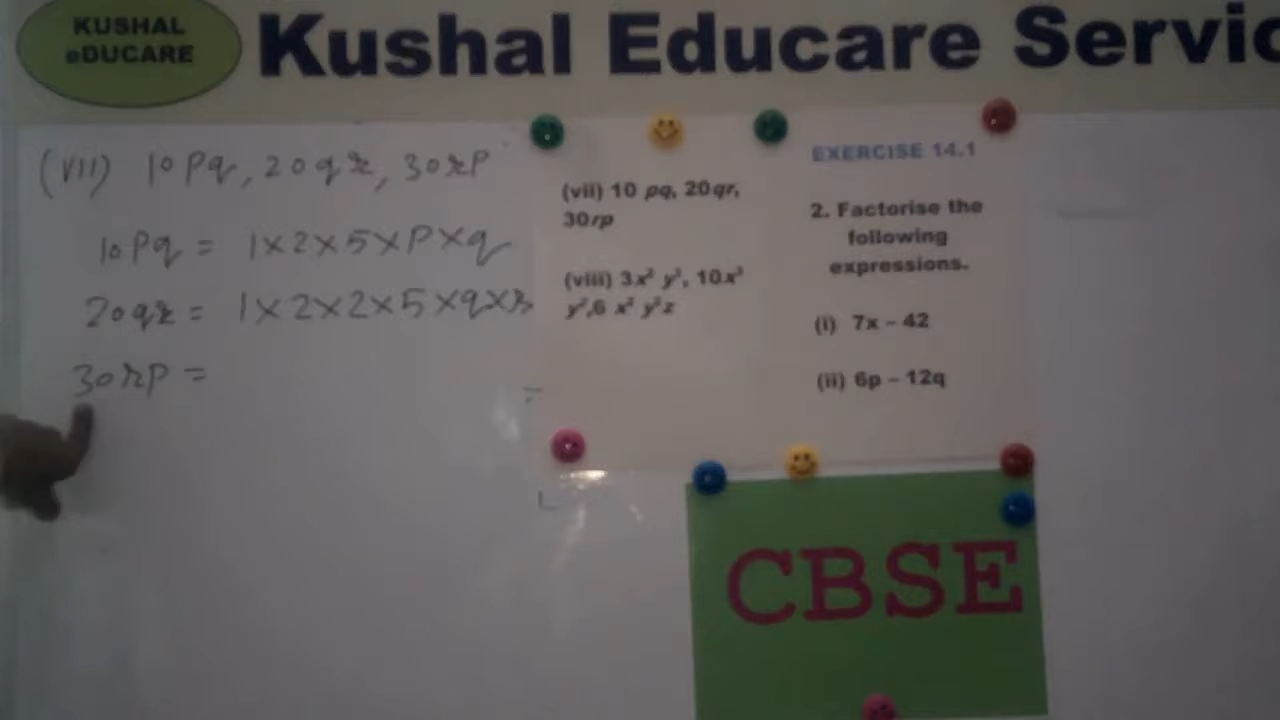 KUSHAL
eDUCARE
Kushal Educare Servic
(VII) 10Pq, 20qr, 30rP
10Pq = 1×2×5×P×q
20qr = 1×2×2×5×q×r
30rP =
(vii) 10 pq, 20qr,
30rp
(viii) 3x² y³, 10x³
y²,6 x² y²z
EXERCISE 14.1
2. Factorise the
following
expressions.
(i) 7x – 42
(ii) 6p – 12q
CBSE